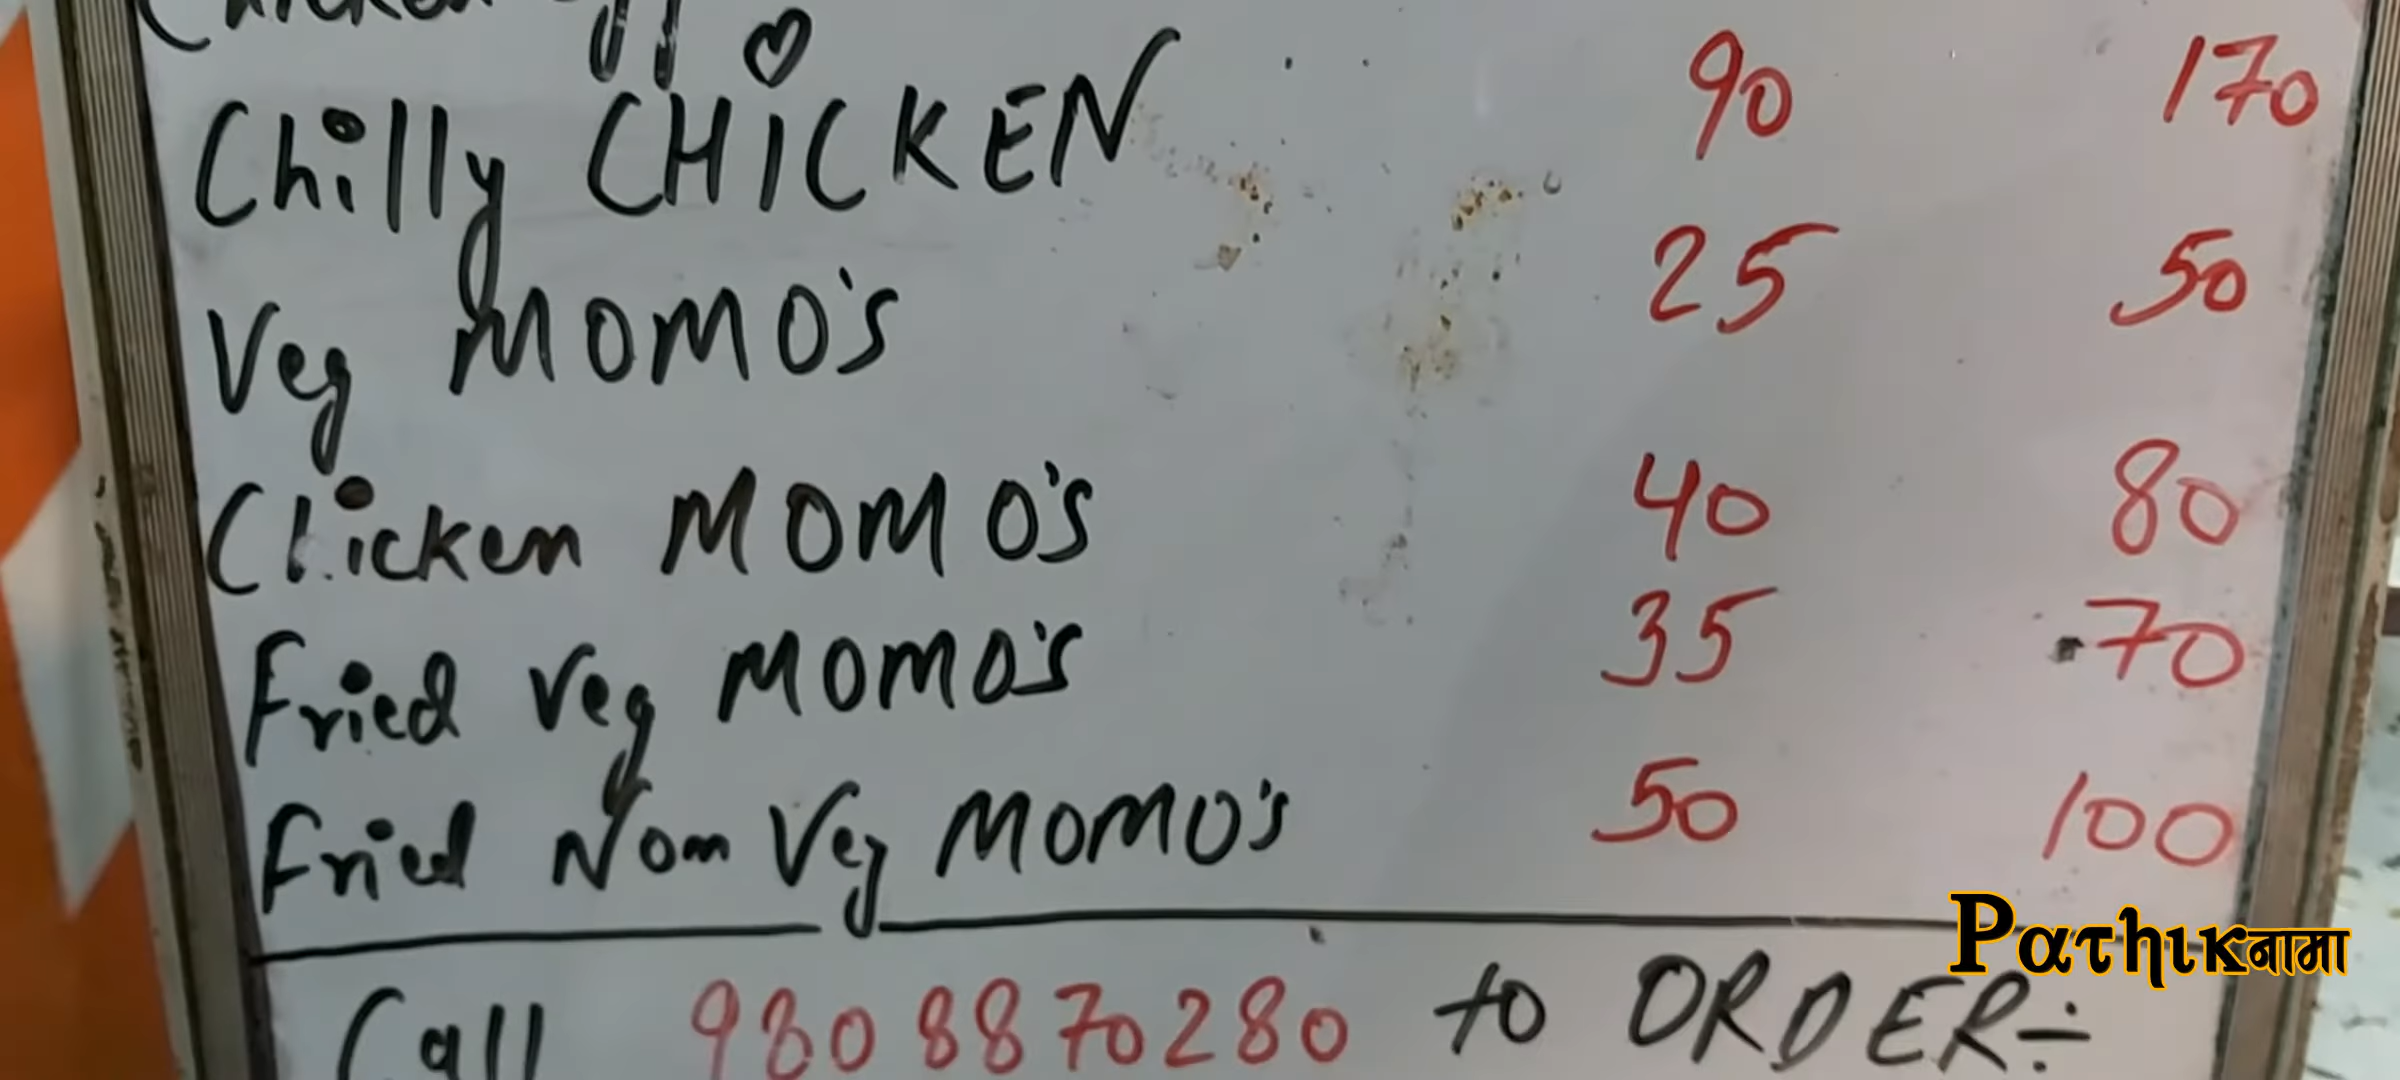 Chicken
Chilly CHiCKEN 90 170
Veg MOMO's 25 50
Chicken MOMO's 40 80
Fried Veg MOMO's 35 70
Fried Non Veg MOMO's 50 100
Pathikनामा
Call 9808870280 to ORDER÷